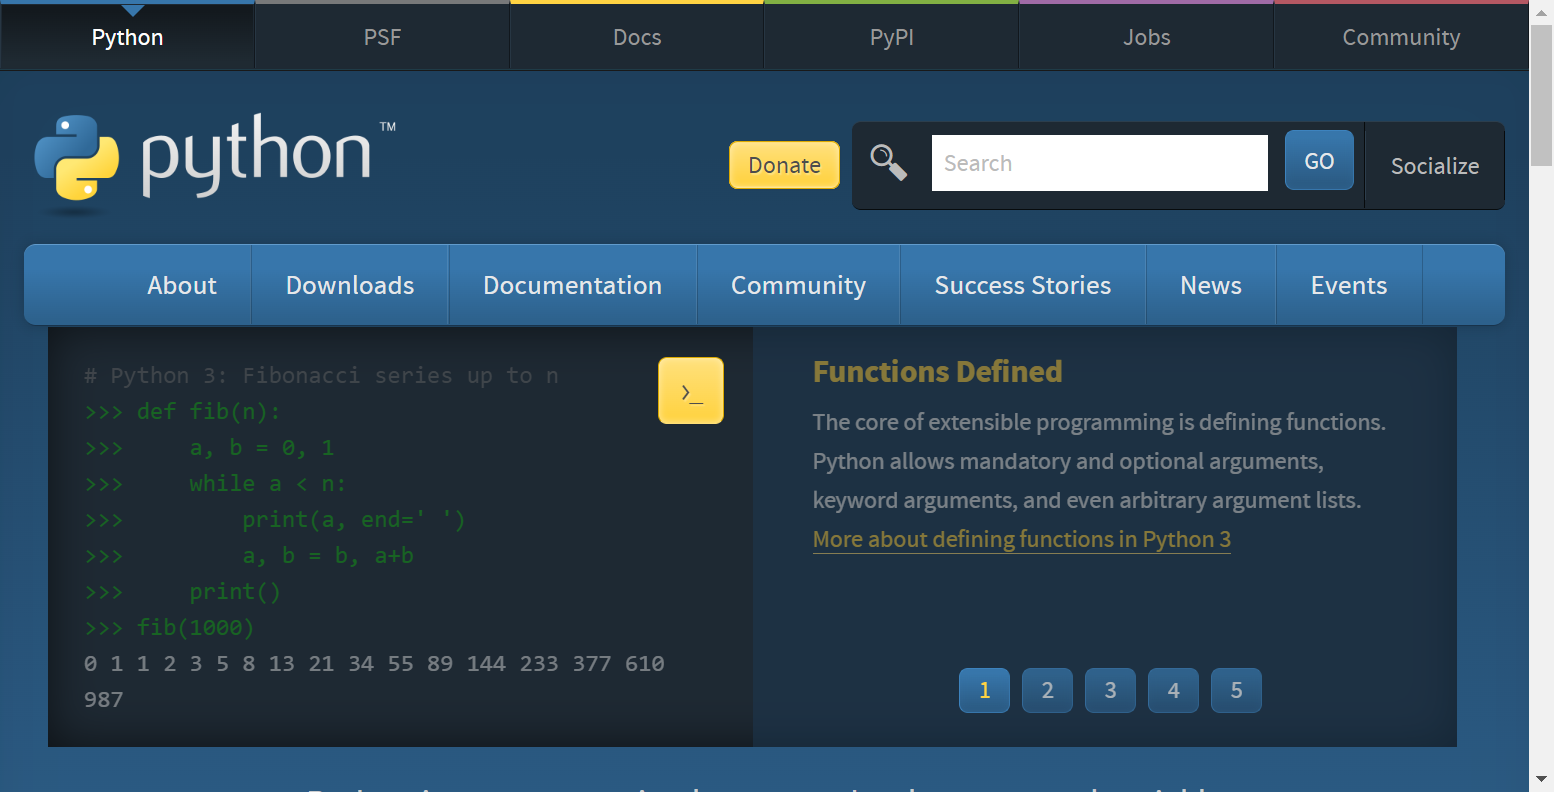 Python PSF Docs PyPI Jobs Community
python™
Donate Search GO Socialize
About Downloads Documentation Community Success Stories News Events
# Python 3: Fibonacci series up to n
>>> def fib(n):
>>>     a, b = 0, 1
>>>     while a < n:
>>>         print(a, end=' ')
>>>         a, b = b, a+b
>>>     print()
>>> fib(1000)
0 1 1 2 3 5 8 13 21 34 55 89 144 233 377 610
987
>_
Functions Defined
The core of extensible programming is defining functions.
Python allows mandatory and optional arguments,
keyword arguments, and even arbitrary argument lists.
More about defining functions in Python 3
1 2 3 4 5